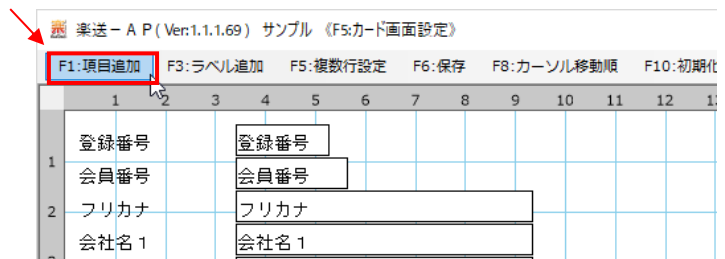 楽送－ＡＰ(Ver:1.1.1.69) サンプル 《F5:カード画面設定》
F1:項目追加 F3:ラベル追加 F5:複数行設定 F6:保存 F8:カーソル移動順 F10:初期化
1 2 3 4 5 6 7 8 9 10 11 12
登録番号 登録番号
1
会員番号 会員番号
2 フリカナ フリカナ
会社名１ 会社名１